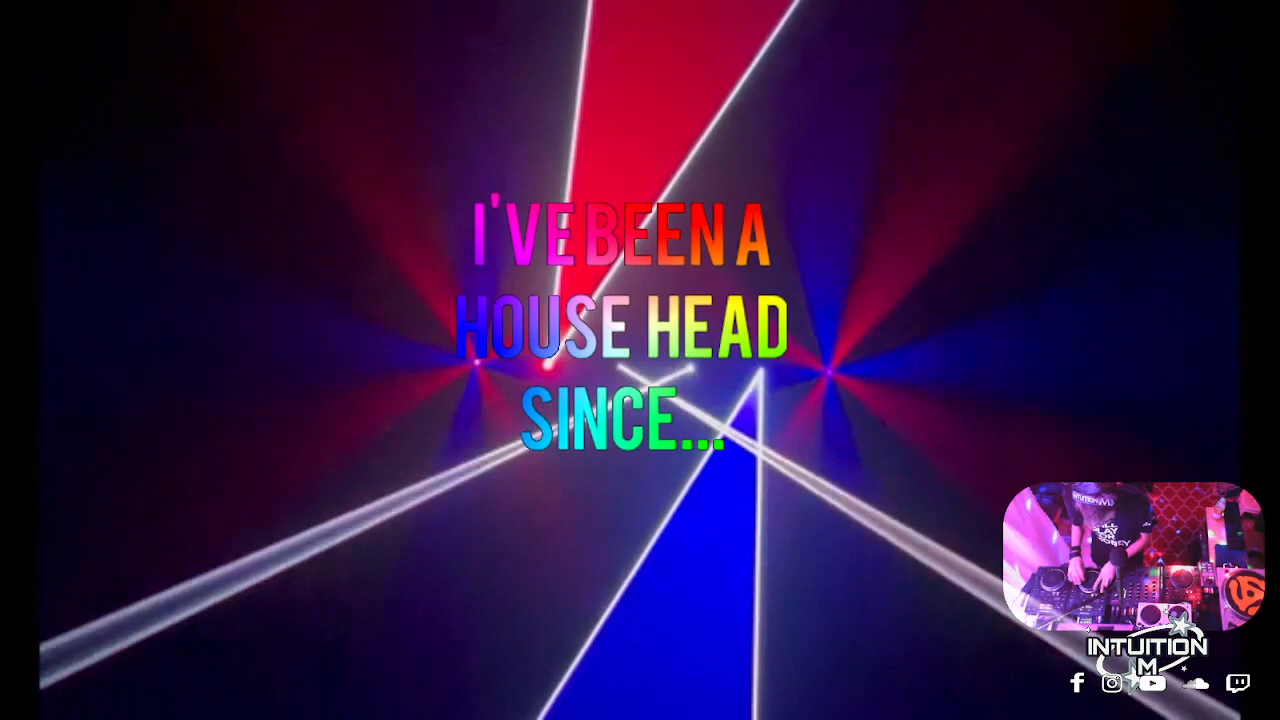 I'VE BEEN A
HOUSE HEAD
SINCE...
INTUITION
M